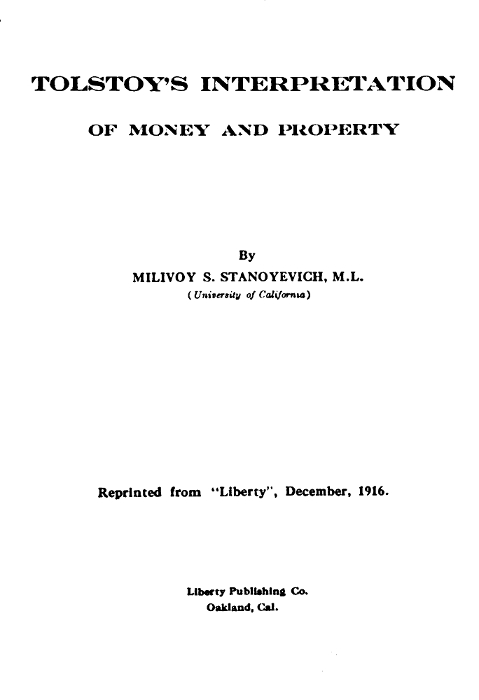 TOLSTOY'S INTERPRETATION
OF MONEY AND PROPERTY
By
MILIVOY S. STANOYEVICH, M.L.
(University of California)
Reprinted from "Liberty", December, 1916.
Liberty Publishing Co.
Oakland, Cal.